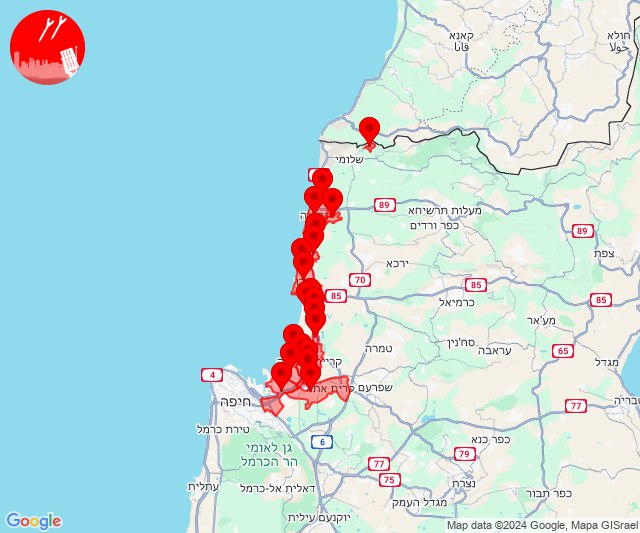 קאנא
قانا
חולא
حولا
שלומי
89
מעלות תרשיחא
כפר ורדים
89
צפת
ירכא
70
85
85
85
כרמיאל
מע'אר
סח'נין
עראבה
65
מגדל
טמרה
4
שפרעם
קרית אתא
חיפה
77
טבריה
טירת כרמל
6
כפר כנא
גן לאומי
הר הכרמל
79
77
75
נצרת
עתלית
דאלית אל-כרמל
מגדל העמק
כפר תבור
יוקנעם עילית
Google
Map data ©2024 Google, Mapa GISrael